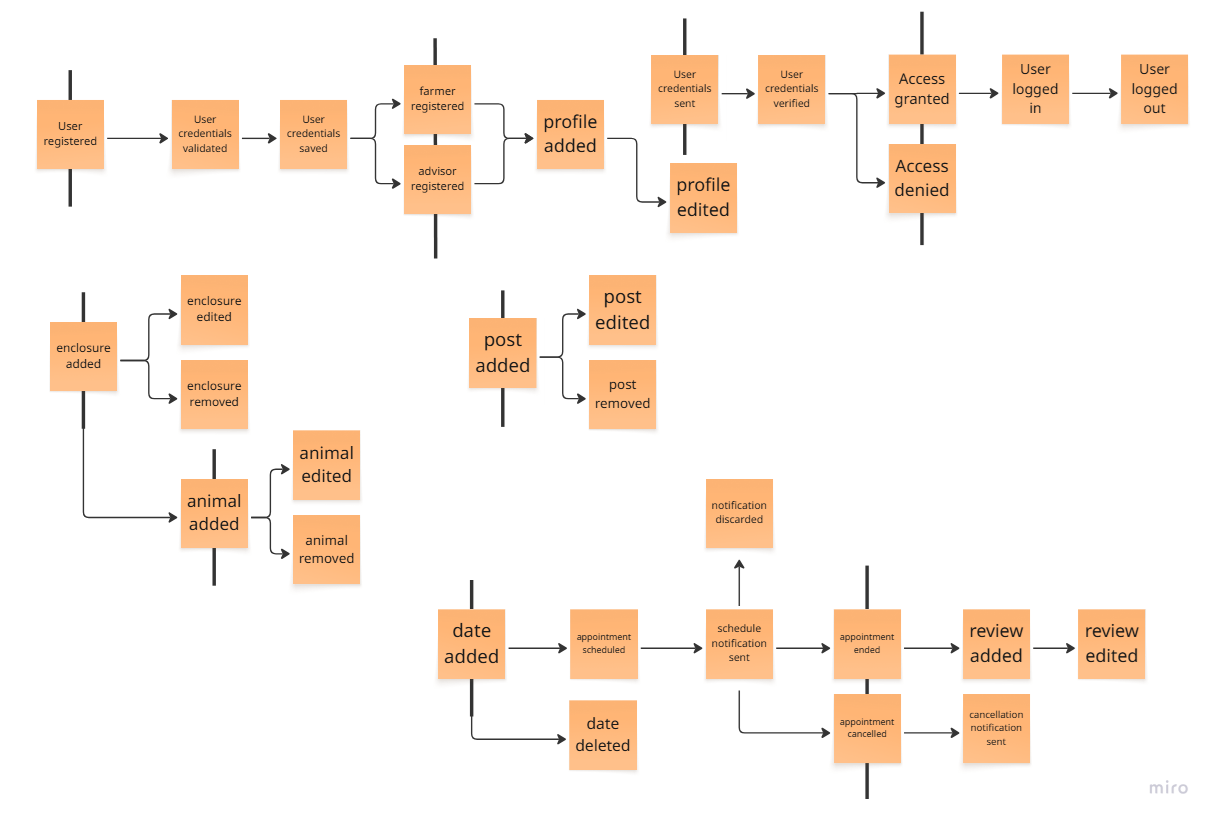 User
registered
User
credentials
validated
User
credentials
saved
farmer
registered
advisor
registered
profile
added
profile
edited
User
credentials
sent
User
credentials
verified
Access
granted
Access
denied
User
logged
in
User
logged
out
enclosure
added
enclosure
edited
enclosure
removed
animal
added
animal
edited
animal
removed
post
added
post
edited
post
removed
date
added
date
deleted
appointment
scheduled
notification
discarded
schedule
notification
sent
appointment
ended
appointment
cancelled
review
added
review
edited
cancellation
notification
sent
miro